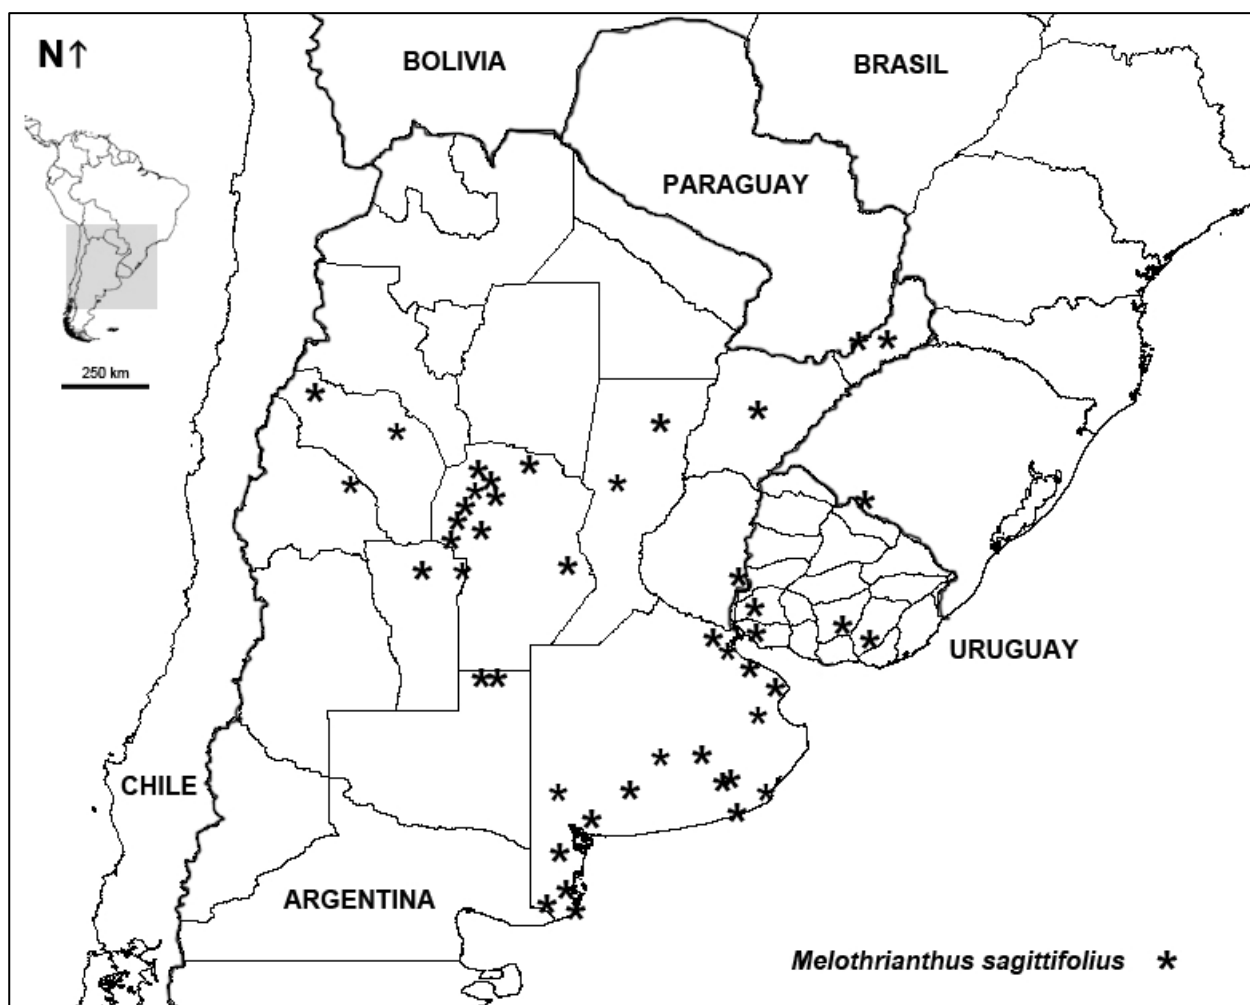 N↑
BOLIVIA
BRASIL
PARAGUAY
250 km
URUGUAY
CHILE
ARGENTINA
Melothrianthus sagittifolius *